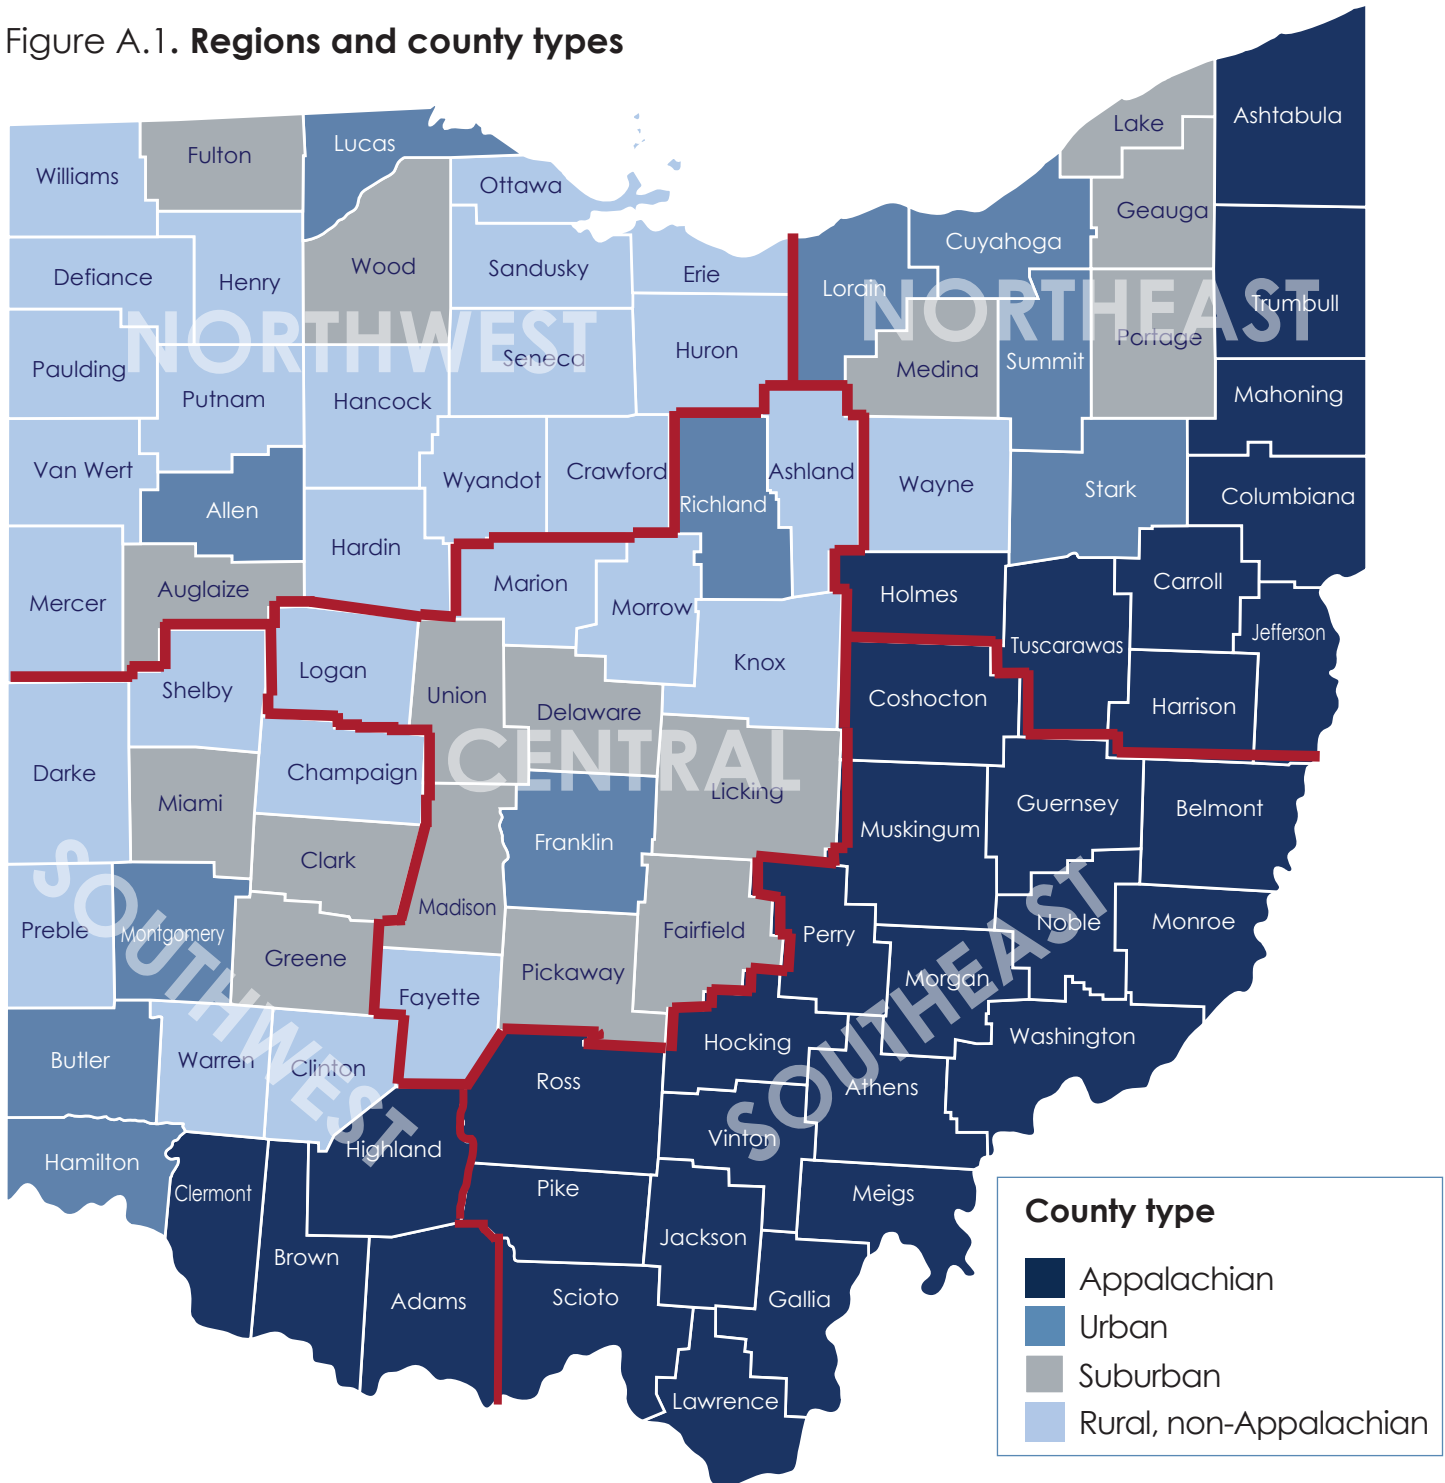 Figure A.1. Regions and county types
Lake
Ashtabula
Lucas
Fulton
Williams
Ottawa
Geauga
Cuyahoga
Wood
Sandusky
Erie
Defiance
Henry
Lorain
NORTHEAST
Trumbull
NORTHWEST
Portage
Seneca
Huron
Summit
Medina
Paulding
Mahoning
Putnam
Hancock
Van Wert
Wyandot
Crawford
Ashland
Wayne
Stark
Columbiana
Richland
Allen
Hardin
Marion
Carroll
Auglaize
Holmes
Mercer
Morrow
Jefferson
Tuscarawas
Knox
Logan
Shelby
Union
Coshocton
Harrison
Delaware
CENTRAL
Darke
Champaign
Licking
Miami
Guernsey
Belmont
Muskingum
Franklin
Clark
SOUTHWEST
Madison
Preble
Montgomery
Fairfield
Perry
Noble
Monroe
Greene
Pickaway
Morgan
SOUTHEAST
Fayette
Washington
Hocking
Butler
Warren
Clinton
Ross
Athens
Vinton
Highland
Hamilton
Clermont
Pike
Meigs
Jackson
Brown
Adams
Scioto
Gallia
Lawrence
County type
Appalachian
Urban
Suburban
Rural, non-Appalachian